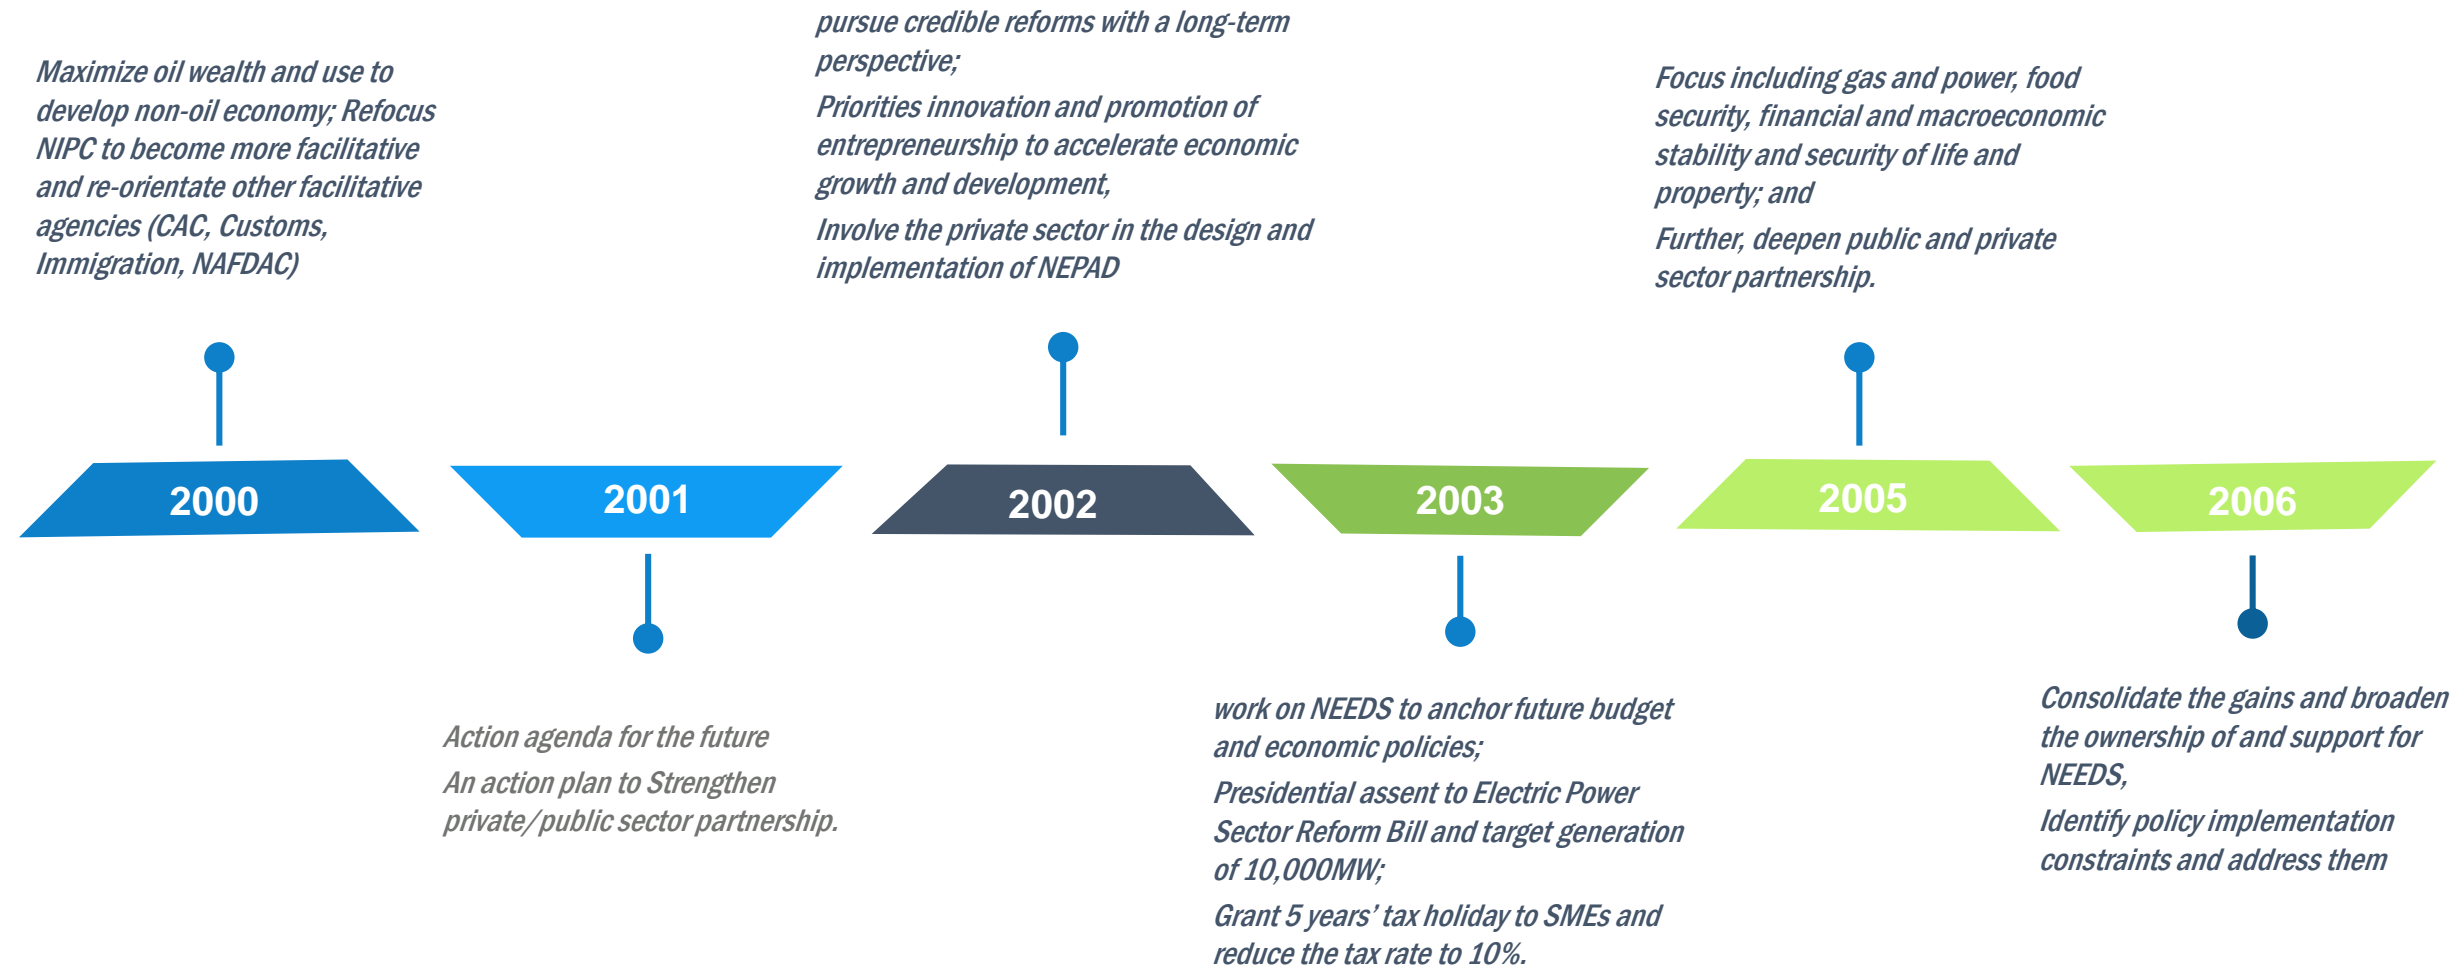 Maximize oil wealth and use to
develop non-oil economy; Refocus
NIPC to become more facilitative
and re-orientate other facilitative
agencies (CAC, Customs,
Immigration, NAFDAC)
2000
2001
Action agenda for the future
An action plan to Strengthen
private/public sector partnership.
pursue credible reforms with a long-term
perspective;
Priorities innovation and promotion of
entrepreneurship to accelerate economic
growth and development,
Involve the private sector in the design and
implementation of NEPAD
2002
2003
work on NEEDS to anchor future budget
and economic policies;
Presidential assent to Electric Power
Sector Reform Bill and target generation
of 10,000MW;
Grant 5 years’ tax holiday to SMEs and
reduce the tax rate to 10%.
Focus including gas and power, food
security, financial and macroeconomic
stability and security of life and
property; and
Further, deepen public and private
sector partnership.
2005
2006
Consolidate the gains and broaden
the ownership of and support for
NEEDS,
Identify policy implementation
constraints and address them